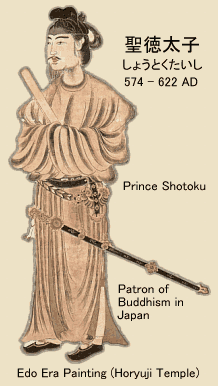 聖徳太子
しょうとくたいし
574 - 622 AD
Prince Shotoku
Patron of
Buddhism in
Japan
Edo Era Painting (Horyuji Temple)